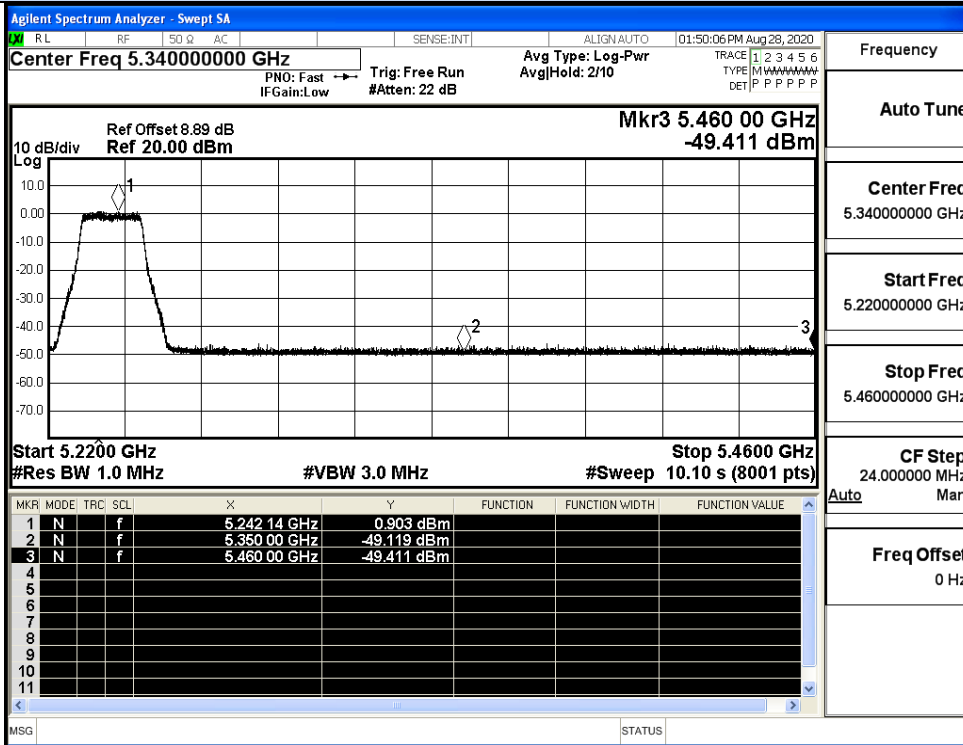 Agilent Spectrum Analyzer - Swept SA
LXI RL RF 50 Ω AC SENSE:INT ALIGN AUTO 01:50:06 PM Aug 28, 2020
Center Freq 5.340000000 GHz Avg Type: Log-Pwr TRACE 1 2 3 4 5 6
PNO: Fast Trig: Free Run Avg|Hold: 2/10 TYPE M WWWWW
IFGain:Low #Atten: 22 dB DET P P P P P P
Mkr3 5.460 00 GHz
-49.411 dBm
Ref Offset 8.89 dB
10 dB/div Ref 20.00 dBm
Log
10.0
0.00
-10.0
-20.0
-30.0
-40.0
-50.0
-60.0
-70.0
1
2
3
Start 5.2200 GHz Stop 5.4600 GHz
#Res BW 1.0 MHz #VBW 3.0 MHz #Sweep 10.10 s (8001 pts)
MKR MODE TRC SCL X Y FUNCTION FUNCTION WIDTH FUNCTION VALUE
1 N f 5.242 14 GHz 0.903 dBm
2 N f 5.350 00 GHz -49.119 dBm
3 N f 5.460 00 GHz -49.411 dBm
4
5
6
7
8
9
10
11
MSG STATUS
Frequency
Auto Tune
Center Freq
5.340000000 GHz
Start Freq
5.220000000 GHz
Stop Freq
5.460000000 GHz
CF Step
24.000000 MHz
Auto Man
Freq Offset
0 Hz